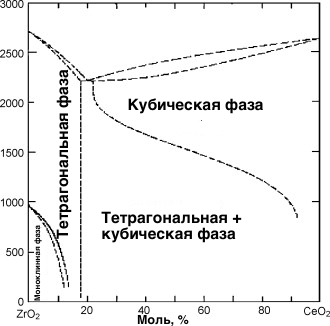 3000
2500
2000
1500
1000
500
0
Моноклинная фаза
Тетрагональная фаза
Кубическая фаза
Тетрагональная +
кубическая фаза
20
40
60
80
ZrO2
Моль, %
CeO2